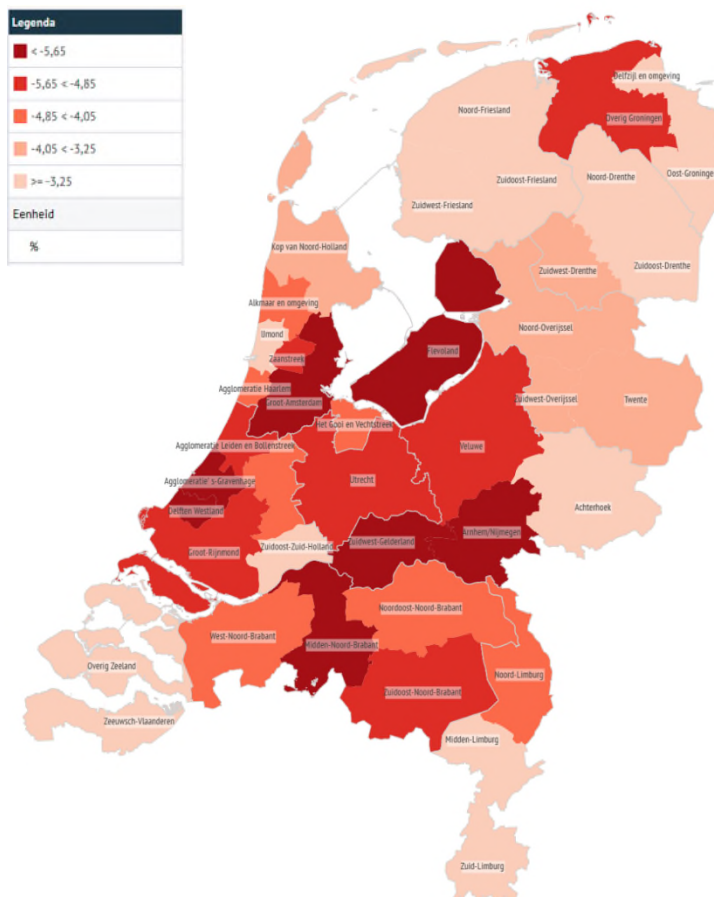 Legenda
< -5,65
-5,65 < -4,85
-4,85 < -4,05
-4,05 < -3,25
>= -3,25
Eenheid
%
Delfzijl en omgeving
Noord-Friesland
Overig Groningen
Oost-Groningen
Noord-Drenthe
Zuidoost-Friesland
Zuidwest-Friesland
Kop van Noord-Holland
Zuidwest-Drenthe
Zuidoost-Drenthe
Alkmaar en omgeving
IJmond
Noord-Overijssel
Zaanstreek
Flevoland
Agglomeratie Haarlem
Groot-Amsterdam
Zuidwest-Overijssel
Twente
Het Gooi en Vechtstreek
Agglomeratie Leiden en Bollenstreek
Veluwe
Utrecht
Agglomeratie 's-Gravenhage
Delft en Westland
Achterhoek
Arnhem/Nijmegen
Zuidwest-Gelderland
Zuidoost-Zuid-Holland
Groot-Rijnmond
Noordoost-Noord-Brabant
West-Noord-Brabant
Midden-Noord-Brabant
Overig Zeeland
Noord-Limburg
Zuidoost-Noord-Brabant
Zeeuwsch-Vlaanderen
Midden-Limburg
Zuid-Limburg